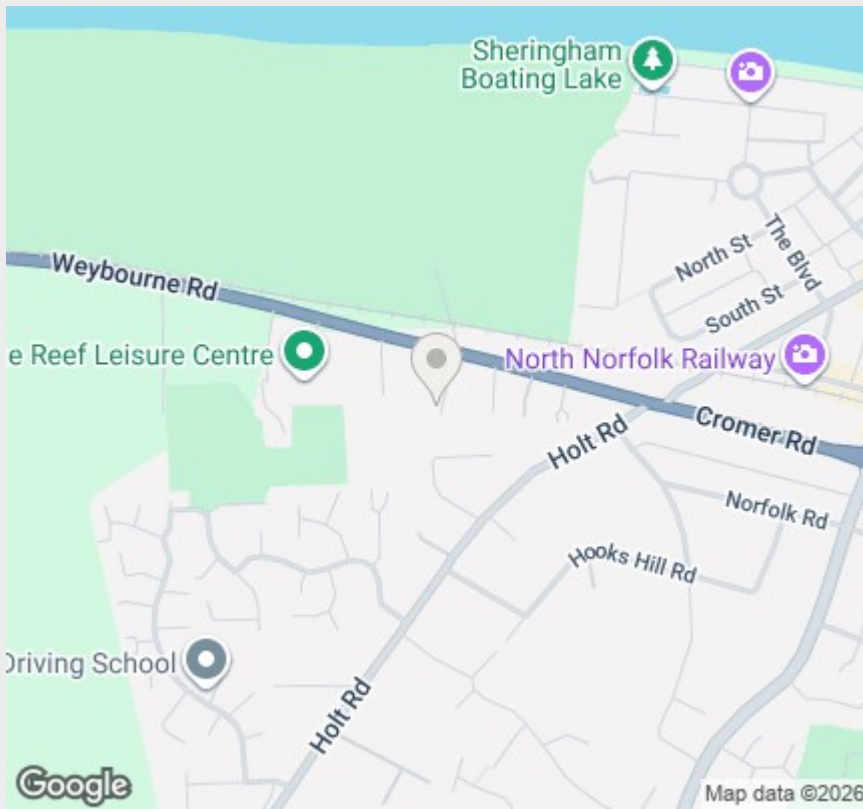 Sheringham
Boating Lake
North St
The Blvd
South St
Weybourne Rd
e Reef Leisure Centre
North Norfolk Railway
Cromer Rd
Holt Rd
Norfolk Rd
Hooks Hill Rd
Driving School
Holt Rd
Google
Map data ©2026